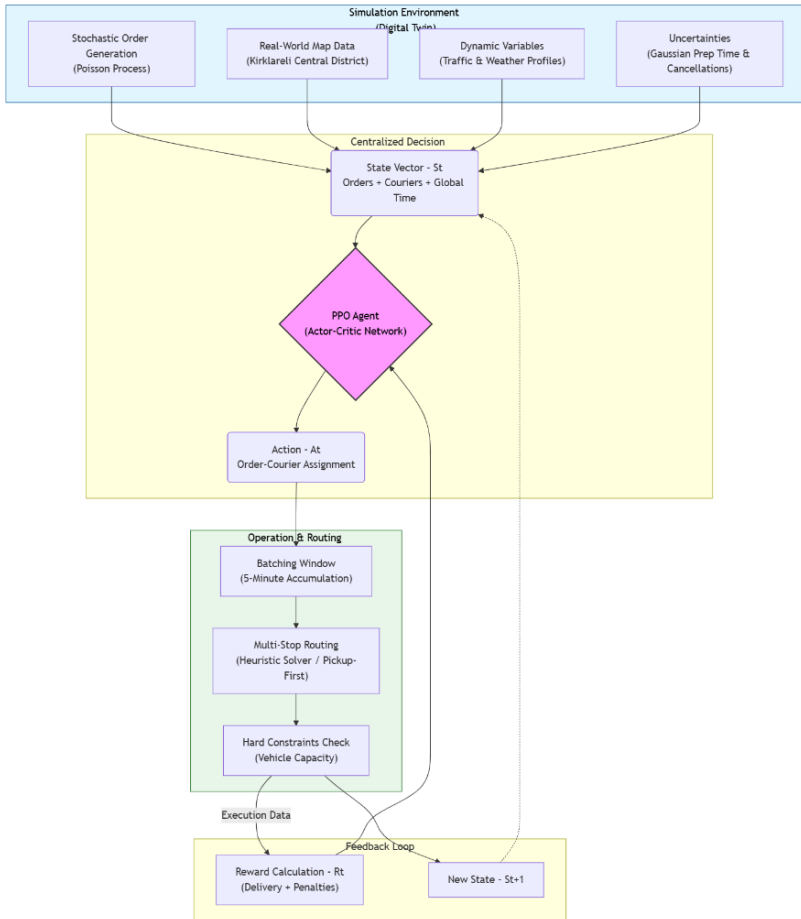 Simulation Environment
(Digital Twin)
Stochastic Order
Generation
(Poisson Process)
Real-World Map Data
(Kirklareli Central District)
Dynamic Variables
(Traffic & Weather Profiles)
Uncertainties
(Gaussian Prep Time &
Cancellations)
Centralized Decision
State Vector - St
Orders + Couriers + Global
Time
PPO Agent
(Actor-Critic Network)
Action - At
Order-Courier Assignment
Operation & Routing
Batching Window
(5-Minute Accumulation)
Multi-Stop Routing
(Heuristic Solver / Pickup-
First)
Hard Constraints Check
(Vehicle Capacity)
Execution Data
Feedback Loop
Reward Calculation - Rt
(Delivery + Penalties)
New State - St+1